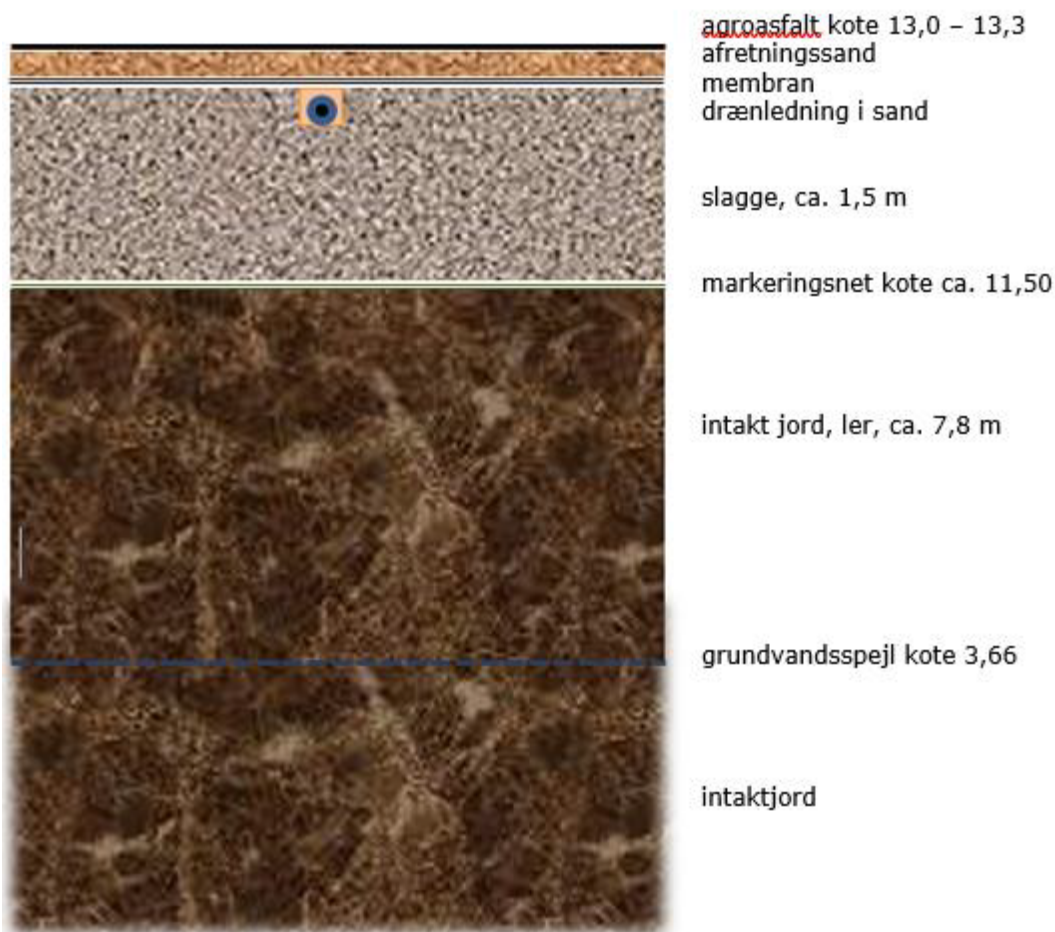 agroasfalt kote 13,0 – 13,3
afretningssand
membran
drænledning i sand
slagge, ca. 1,5 m
markeringsnet kote ca. 11,50
intakt jord, ler, ca. 7,8 m
grundvandsspejl kote 3,66
intaktjord